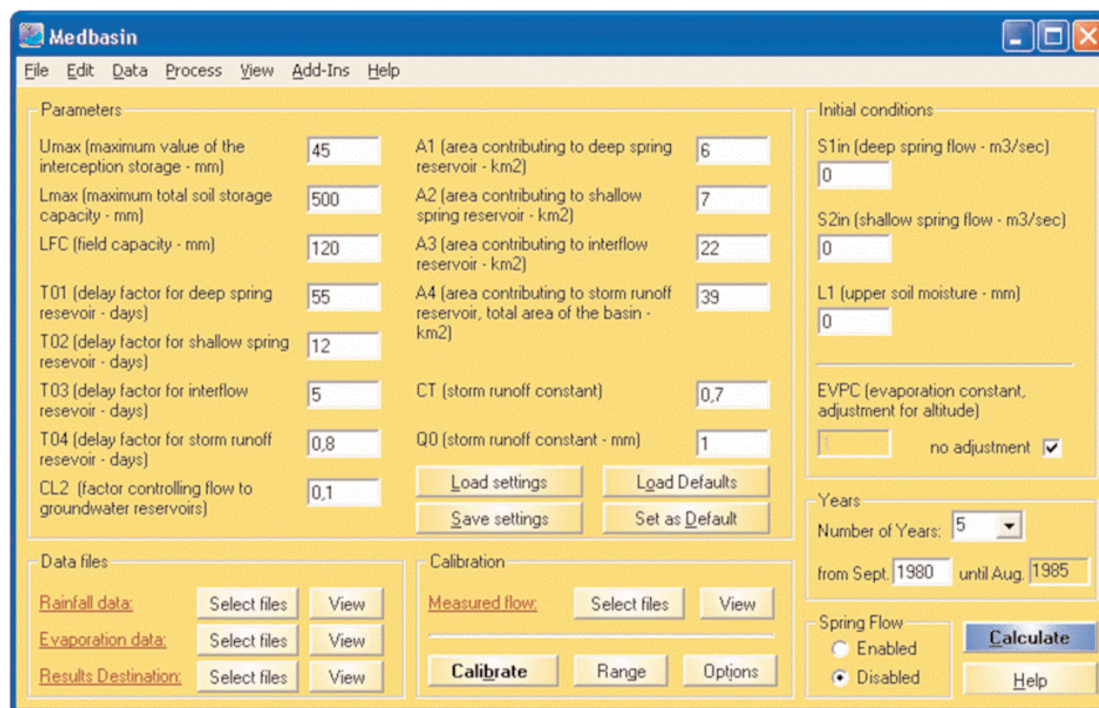 Medbasin
File Edit Data Process View Add-Ins Help
Parameters
Umax (maximum value of the
interception storage - mm)
45
Lmax (maximum total soil storage
capacity - mm)
500
LFC (field capacity - mm)
120
T01 (delay factor for deep spring
resevoir - days)
55
T02 (delay factor for shallow spring
resevoir - days)
12
T03 (delay factor for interflow
resevoir - days)
5
T04 (delay factor for storm runoff
resevoir - days)
0,8
CL2 (factor controlling flow to
groundwater reservoirs)
0,1
A1 (area contributing to deep spring
reservoir - km2)
6
A2 (area contributing to shallow
spring reservoir - km2)
7
A3 (area contributing to interflow
reservoir - km2)
22
A4 (area contributing to storm runoff
reservoir, total area of the basin -
km2)
39
CT (storm runoff constant)
0,7
Q0 (storm runoff constant - mm)
1
Load settings Load Defaults
Save settings Set as Default
Initial conditions
S1in (deep spring flow - m3/sec)
0
S2in (shallow spring flow - m3/sec)
0
L1 (upper soil moisture - mm)
0
EVPC (evaporation constant,
adjustment for altitude)
1 no adjustment
Years
Number of Years: 5
from Sept. 1980 until Aug. 1985
Data files
Rainfall data: Select files View
Evaporation data: Select files View
Results Destination: Select files View
Calibration
Measured flow: Select files View
Calibrate Range Options
Spring Flow
Enabled
Disabled
Calculate
Help